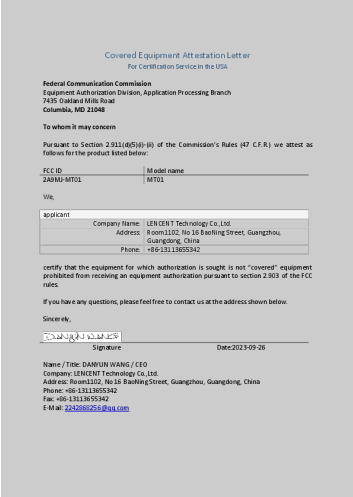 Covered Equipment Attestation Letter
For Certification Service in the USA
Federal Communication Commission
Equipment Authorization Division, Application Processing Branch
7435 Oakland Mills Road
Columbia, MD 21048
To whom it may concern
Pursuant to Section 2.911(d)(5)(i)-(ii) of the Commission's Rules (47 C.F.R.) we attest as
follows for the product listed below:
FCC ID Model name
2A9MJ-MT01 MT01
We,
applicant
Company Name: LENCENT Technology Co., Ltd.
Address: Room1102, No 16 BaoNing Street, Guangzhou,
Guangdong, China
Phone: +86-13113655342
certify that the equipment for which authorization is sought is not "covered" equipment
prohibited from receiving an equipment authorization pursuant to section 2.903 of the FCC
rules.
If you have any questions, please feel free to contact us at the address shown below.
Sincerely,
DANYUN WANG
Signature Date:2023-09-26
Name / Title: DANYUN WANG / CEO
Company: LENCENT Technology Co., Ltd.
Address: Room1102, No 16 BaoNing Street, Guangzhou, Guangdong, China
Phone: +86-13113655342
Fax: +86-13113655342
E-Mail: 2242868256@qq.com